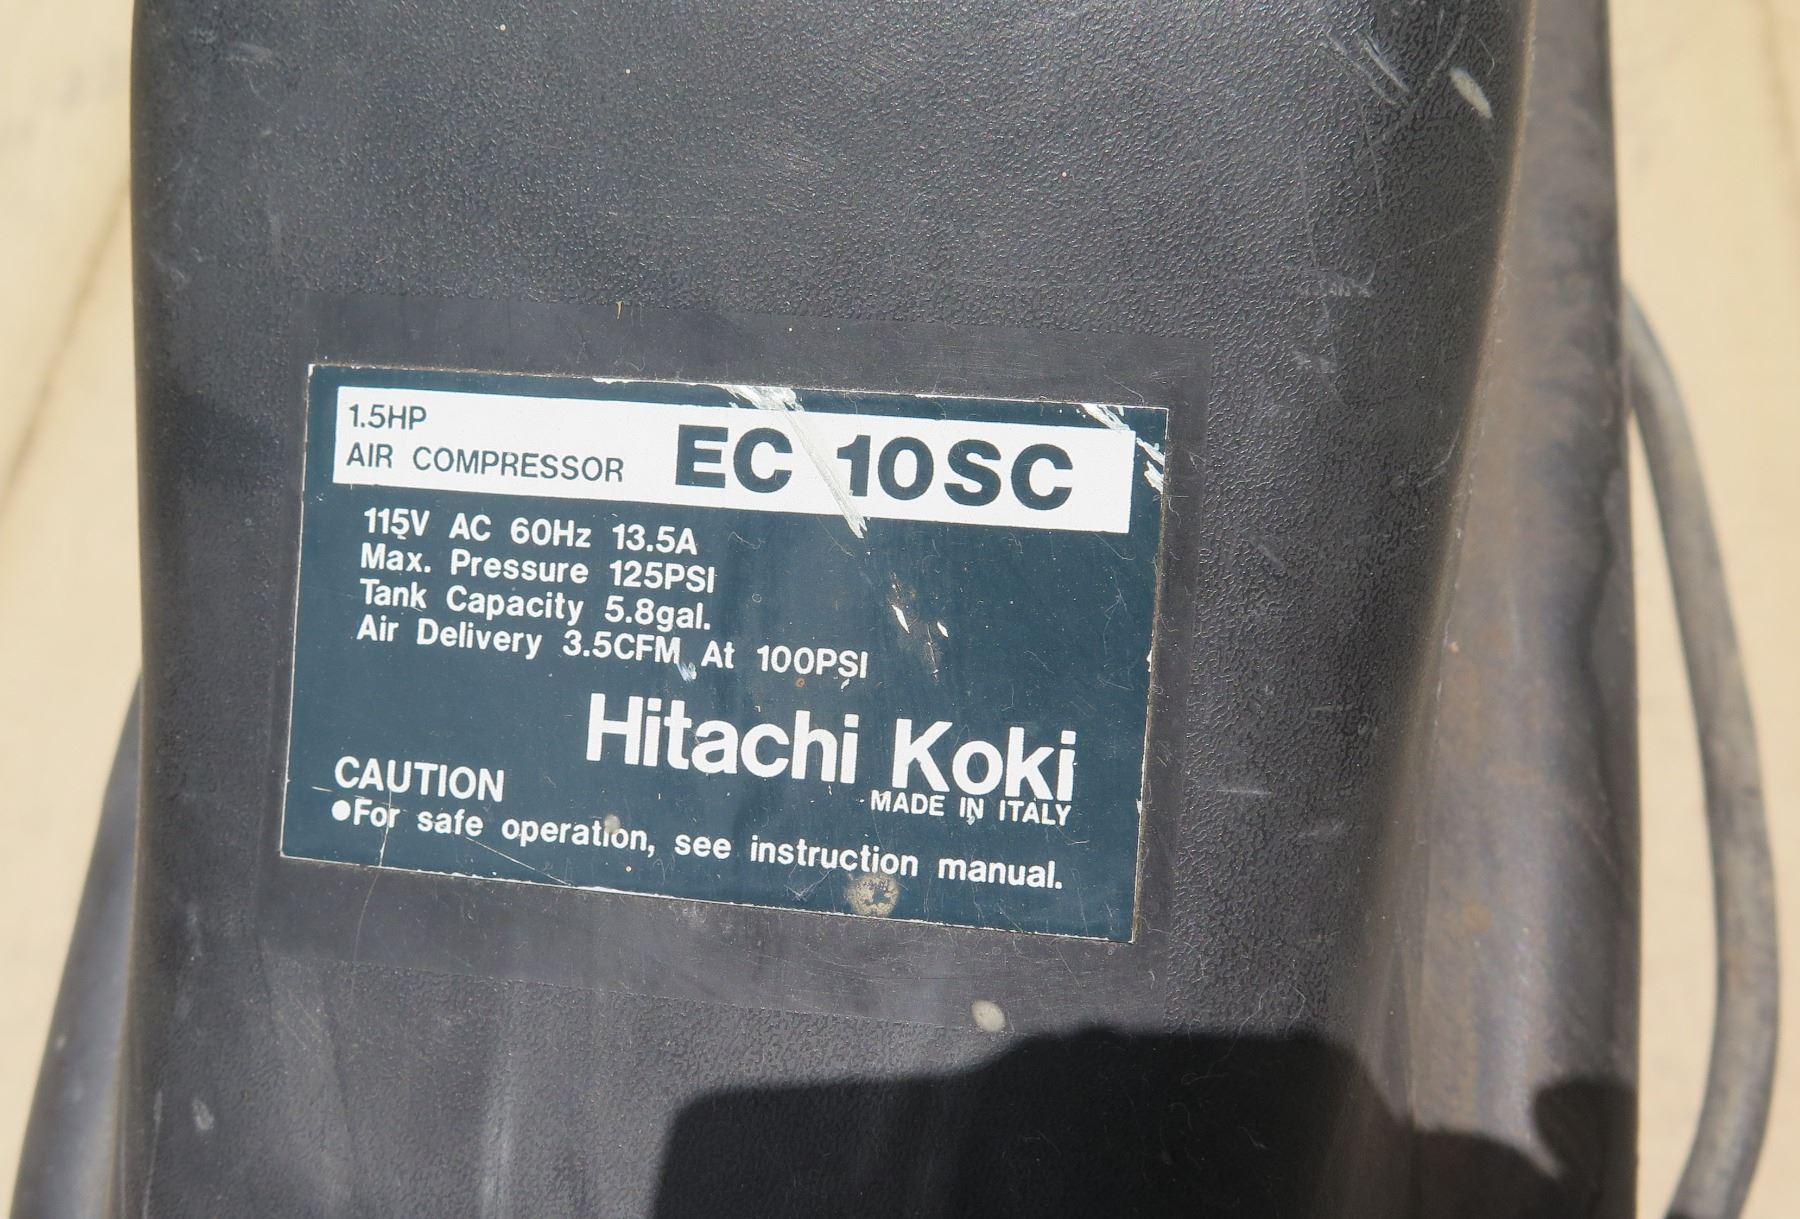 1.5HP
AIR COMPRESSOR EC 10SC
115V AC 60Hz 13.5A
Max. Pressure 125PSI
Tank Capacity 5.8gal.
Air Delivery 3.5CFM At 100PSI
Hitachi Koki
MADE IN ITALY
CAUTION
●For safe operation, see instruction manual.